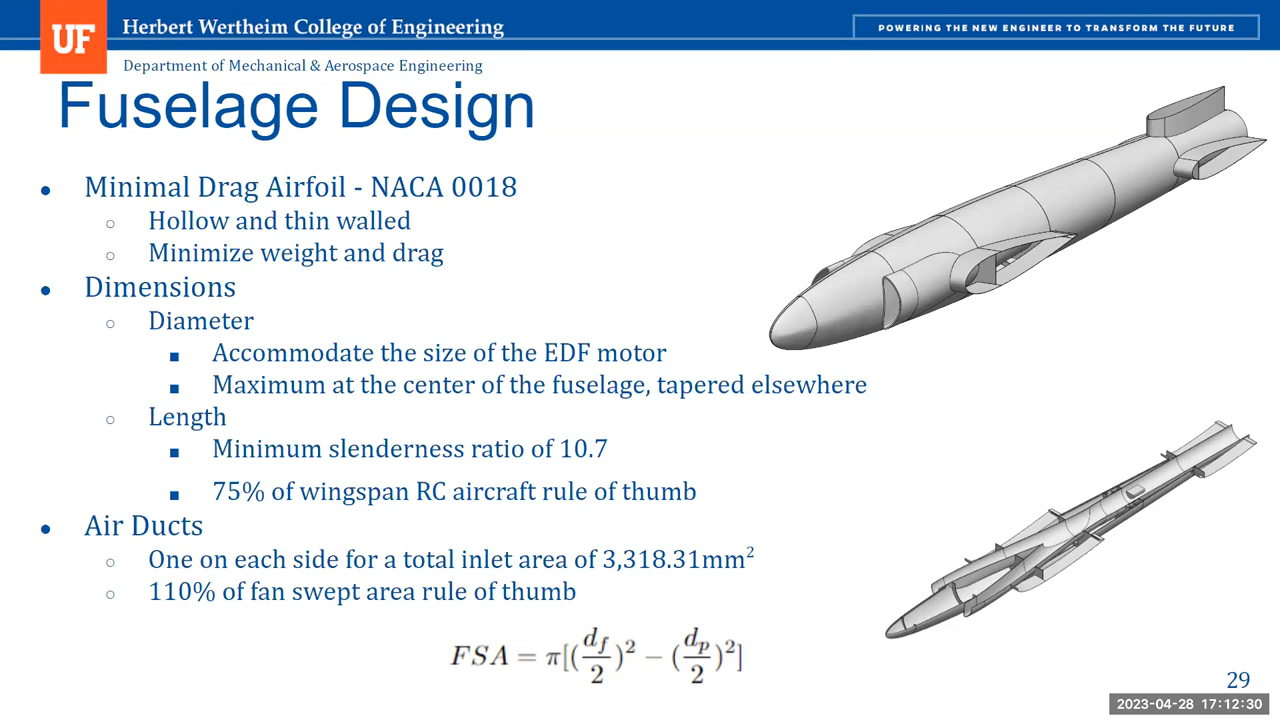 UF
Herbert Wertheim College of Engineering
POWERING THE NEW ENGINEER TO TRANSFORM THE FUTURE
Department of Mechanical & Aerospace Engineering
Fuselage Design
● Minimal Drag Airfoil - NACA 0018
○ Hollow and thin walled
○ Minimize weight and drag
● Dimensions
○ Diameter
■ Accommodate the size of the EDF motor
■ Maximum at the center of the fuselage, tapered elsewhere
○ Length
■ Minimum slenderness ratio of 10.7
■ 75% of wingspan RC aircraft rule of thumb
● Air Ducts
○ One on each side for a total inlet area of 3,318.31mm²
○ 110% of fan swept area rule of thumb
FSA = π[(d_f/2)² − (d_p/2)²]
29
2023-04-28 17:12:30